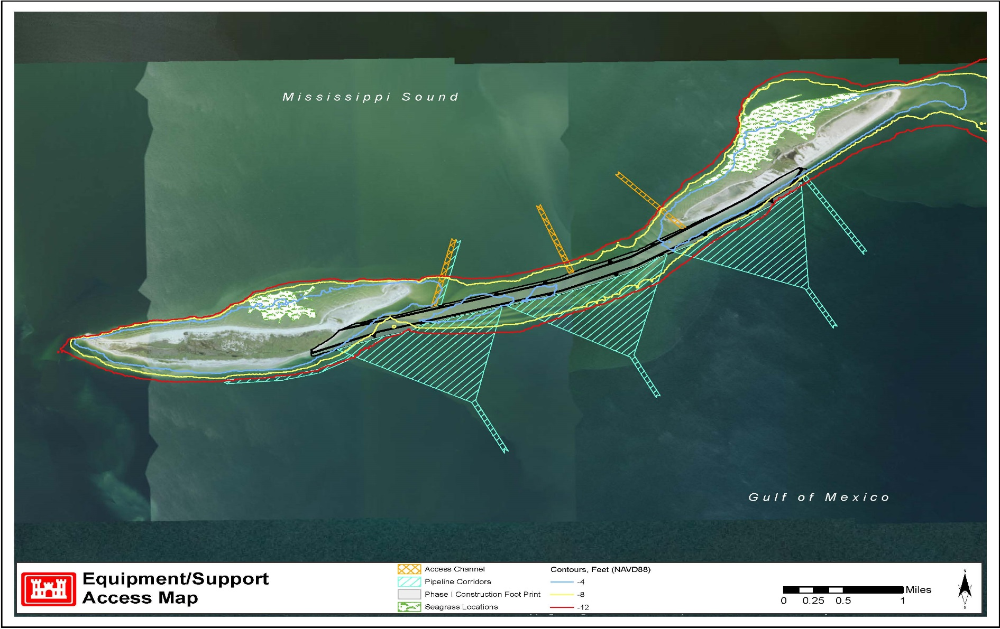 Mississippi Sound
Gulf of Mexico
Equipment/Support
Access Map
Access Channel
Pipeline Corridors
Phase I Construction Foot Print
Seagrass Locations
Contours, Feet (NAVD88)
-4
-8
-12
Miles
0 0.25 0.5 1
N
S